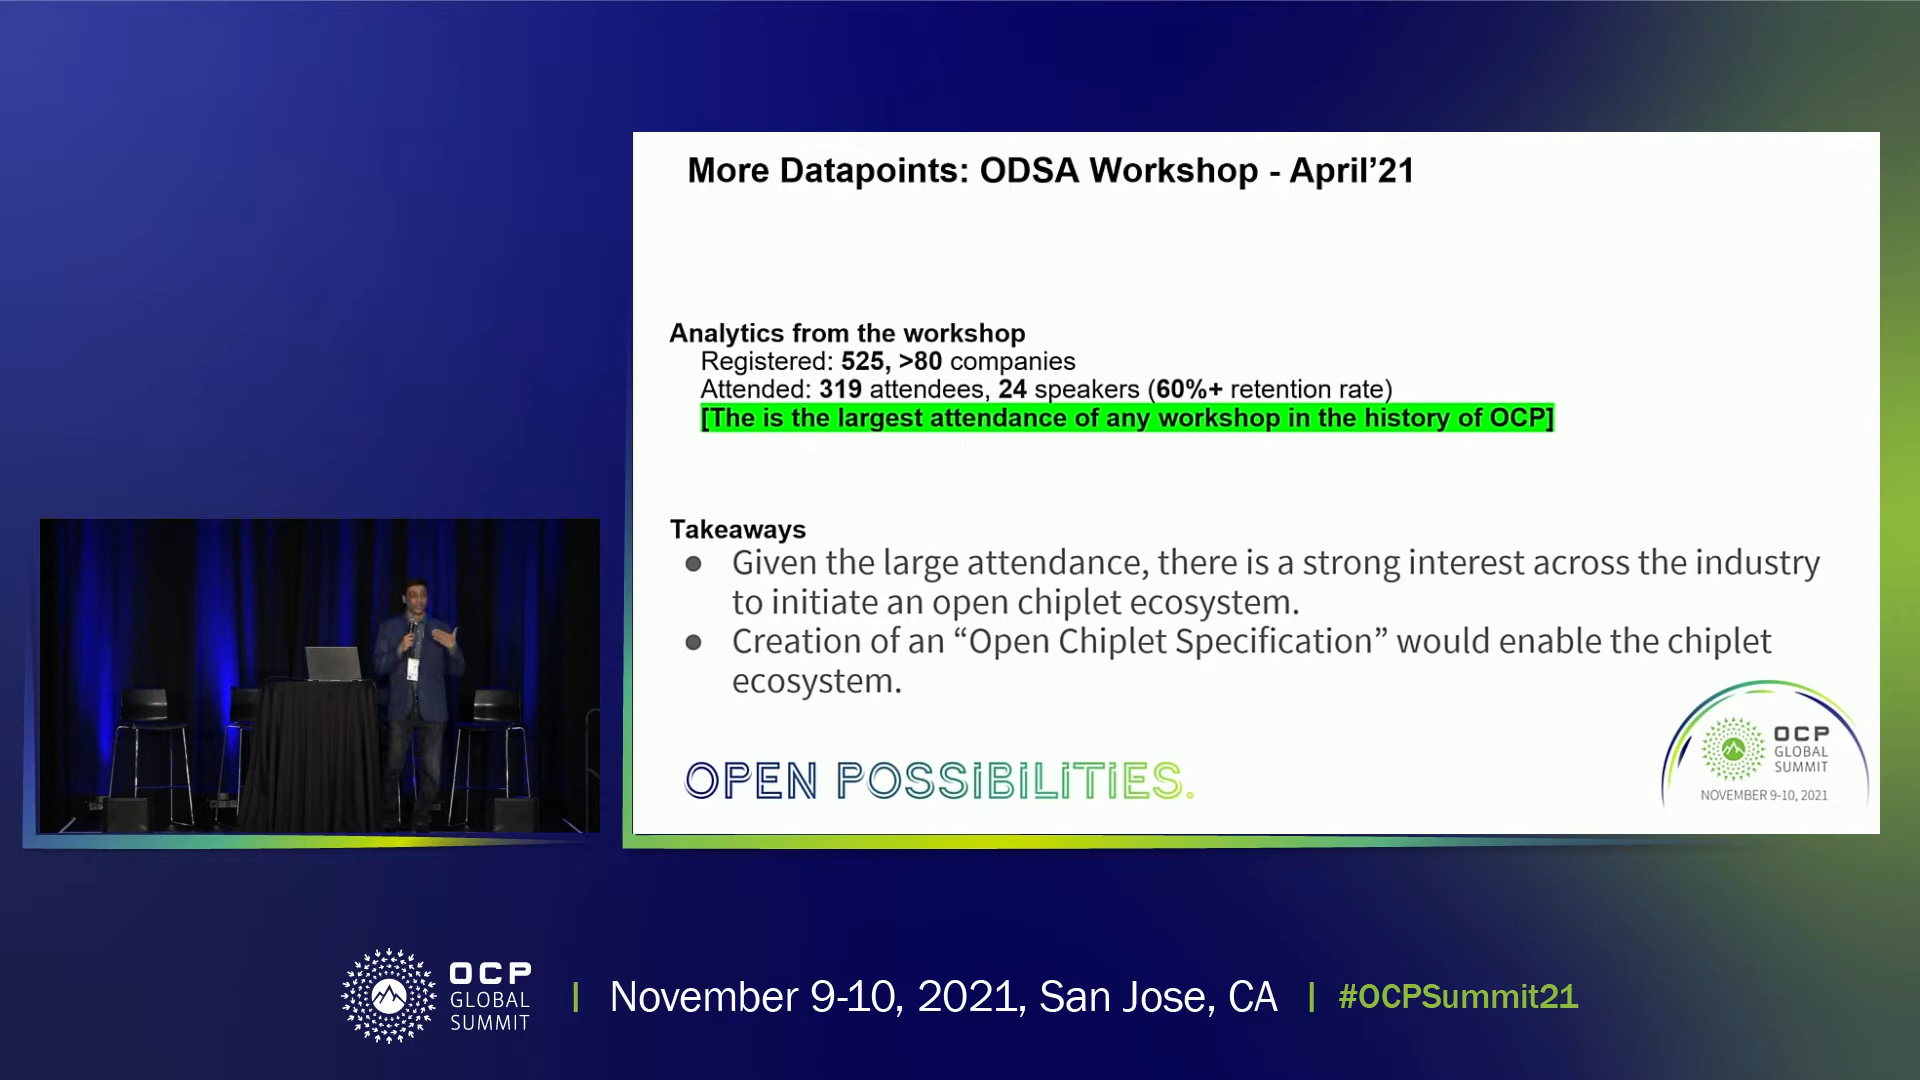 More Datapoints: ODSA Workshop - April’21
Analytics from the workshop
Registered: 525, >80 companies
Attended: 319 attendees, 24 speakers (60%+ retention rate)
[The is the largest attendance of any workshop in the history of OCP]
Takeaways
● Given the large attendance, there is a strong interest across the industry
to initiate an open chiplet ecosystem.
● Creation of an “Open Chiplet Specification” would enable the chiplet
ecosystem.
OPEN POSSIBILITIES.
OCP
GLOBAL
SUMMIT
NOVEMBER 9-10, 2021
OCP
GLOBAL
SUMMIT
November 9-10, 2021, San Jose, CA
#OCPSummit21